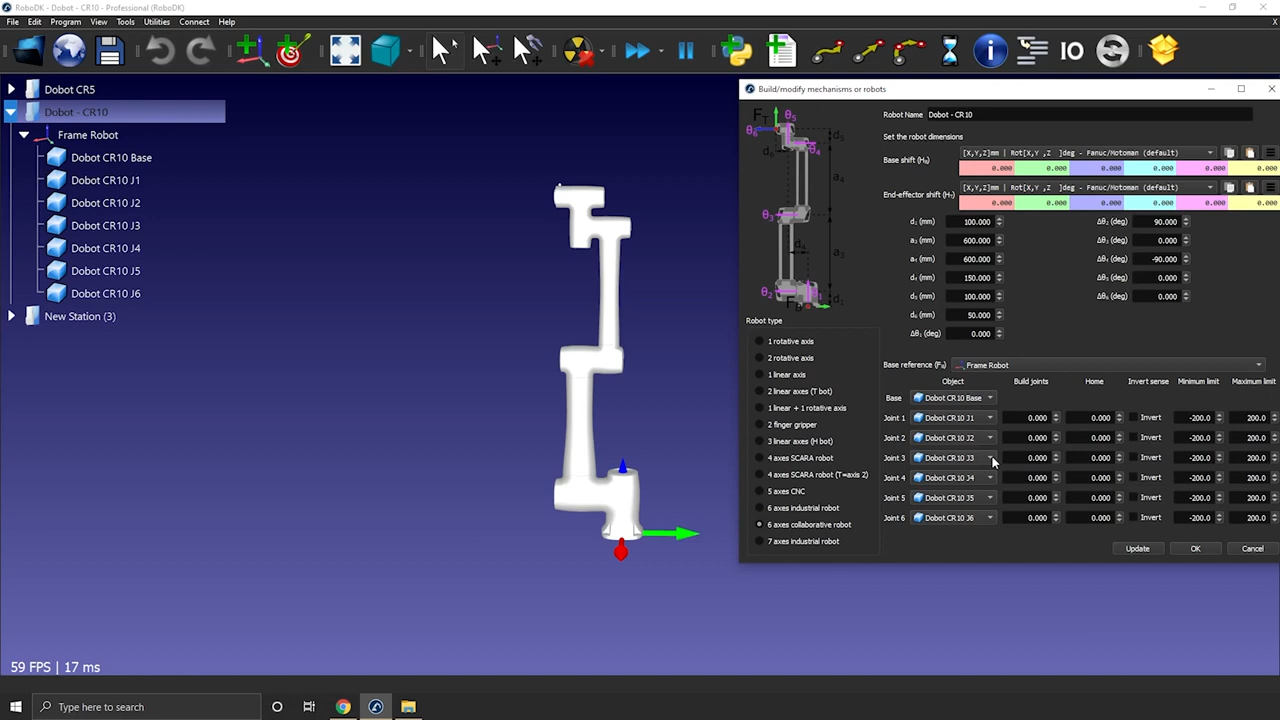 RoboDK - Dobot - CR10 - Professional (RoboDK)
File Edit Program View Tools Utilities Connect Help X
IO
Dobot CR5
Dobot - CR10
Frame Robot
Dobot CR10 Base
Dobot CR10 J1
Dobot CR10 J2
Dobot CR10 J3
Dobot CR10 J4
Dobot CR10 J5
Dobot CR10 J6
New Station (3)
59 FPS | 17 ms
Build/modify mechanisms or robots
Robot Name Dobot - CR10
Set the robot dimensions
Base shift (H₀) [X,Y,Z]mm | Rot[X,Y ,Z ]deg - Fanuc/Motoman (default)
0.000 0.000 0.000 0.000 0.000 0.000
End-effector shift (Hₜ) [X,Y,Z]mm | Rot[X,Y ,Z ]deg - Fanuc/Motoman (default)
0.000 0.000 0.000 0.000 0.000 0.000
d₁ (mm) 100.000 Δθ₂ (deg) 90.000
a₃ (mm) 600.000 Δθ₃ (deg) 0.000
a₄ (mm) 600.000 Δθ₄ (deg) -90.000
d₄ (mm) 150.000 Δθ₅ (deg) 0.000
d₅ (mm) 100.000 Δθ₆ (deg) 0.000
d₆ (mm) 50.000
Δθ₁ (deg) 0.000
Fₜ θ₅
θ₆ θ₄ d₅
d₆
a₄
θ₃
d₄ a₃
θ₂ θ₁ d₁
Robot type
1 rotative axis
2 rotative axis
1 linear axis
2 linear axes (T bot)
1 linear + 1 rotative axis
2 finger gripper
3 linear axes (H bot)
4 axes SCARA robot
4 axes SCARA robot (T=axis 2)
5 axes CNC
6 axes industrial robot
6 axes collaborative robot
7 axes industrial robot
Base reference (F₀) Frame Robot
Object Build joints Home Invert sense Minimum limit Maximum limit
Base Dobot CR10 Base
Joint 1 Dobot CR10 J1 0.000 0.000 Invert -200.0 200.0
Joint 2 Dobot CR10 J2 0.000 0.000 Invert -200.0 200.0
Joint 3 Dobot CR10 J3 0.000 0.000 Invert -200.0 200.0
Joint 4 Dobot CR10 J4 0.000 0.000 Invert -200.0 200.0
Joint 5 Dobot CR10 J5 0.000 0.000 Invert -200.0 200.0
Joint 6 Dobot CR10 J6 0.000 0.000 Invert -200.0 200.0
Update OK Cancel
Type here to search